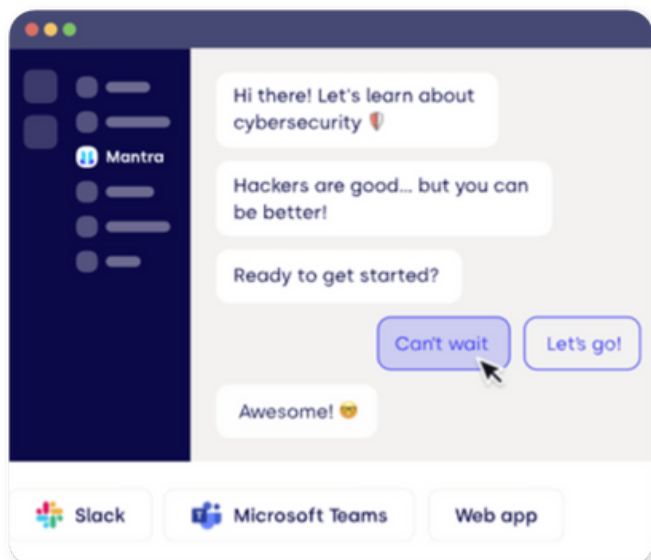 Hi there! Let's learn about
cybersecurity
Mantra
Hackers are good... but you can
be better!
Ready to get started?
Can't wait
Let's go!
Awesome!
Slack
Microsoft Teams
Web app